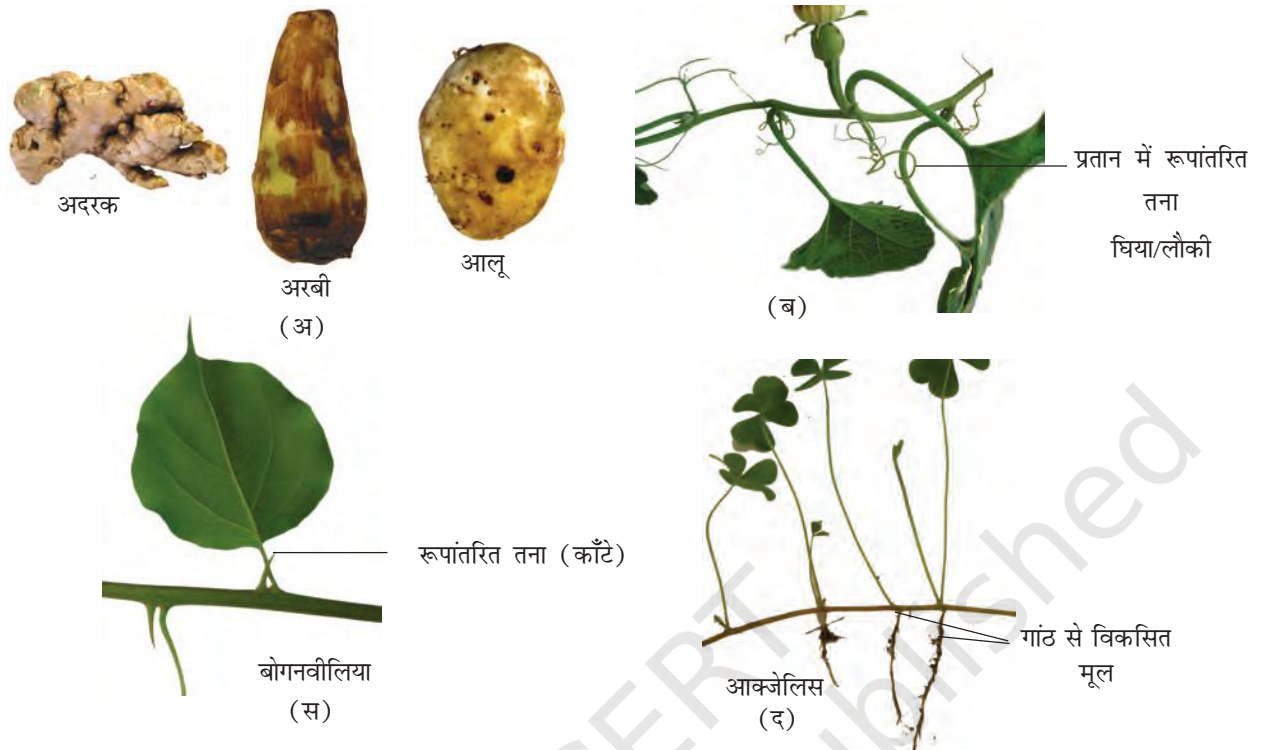 अदरक
अरबी
आलू
(अ)
प्रतान में रूपांतरित
तना
घिया/लौकी
(ब)
रूपांतरित तना (काँटे)
बोगनवीलिया
(स)
गांठ से विकसित
मूल
आक्जेलिस
(द)